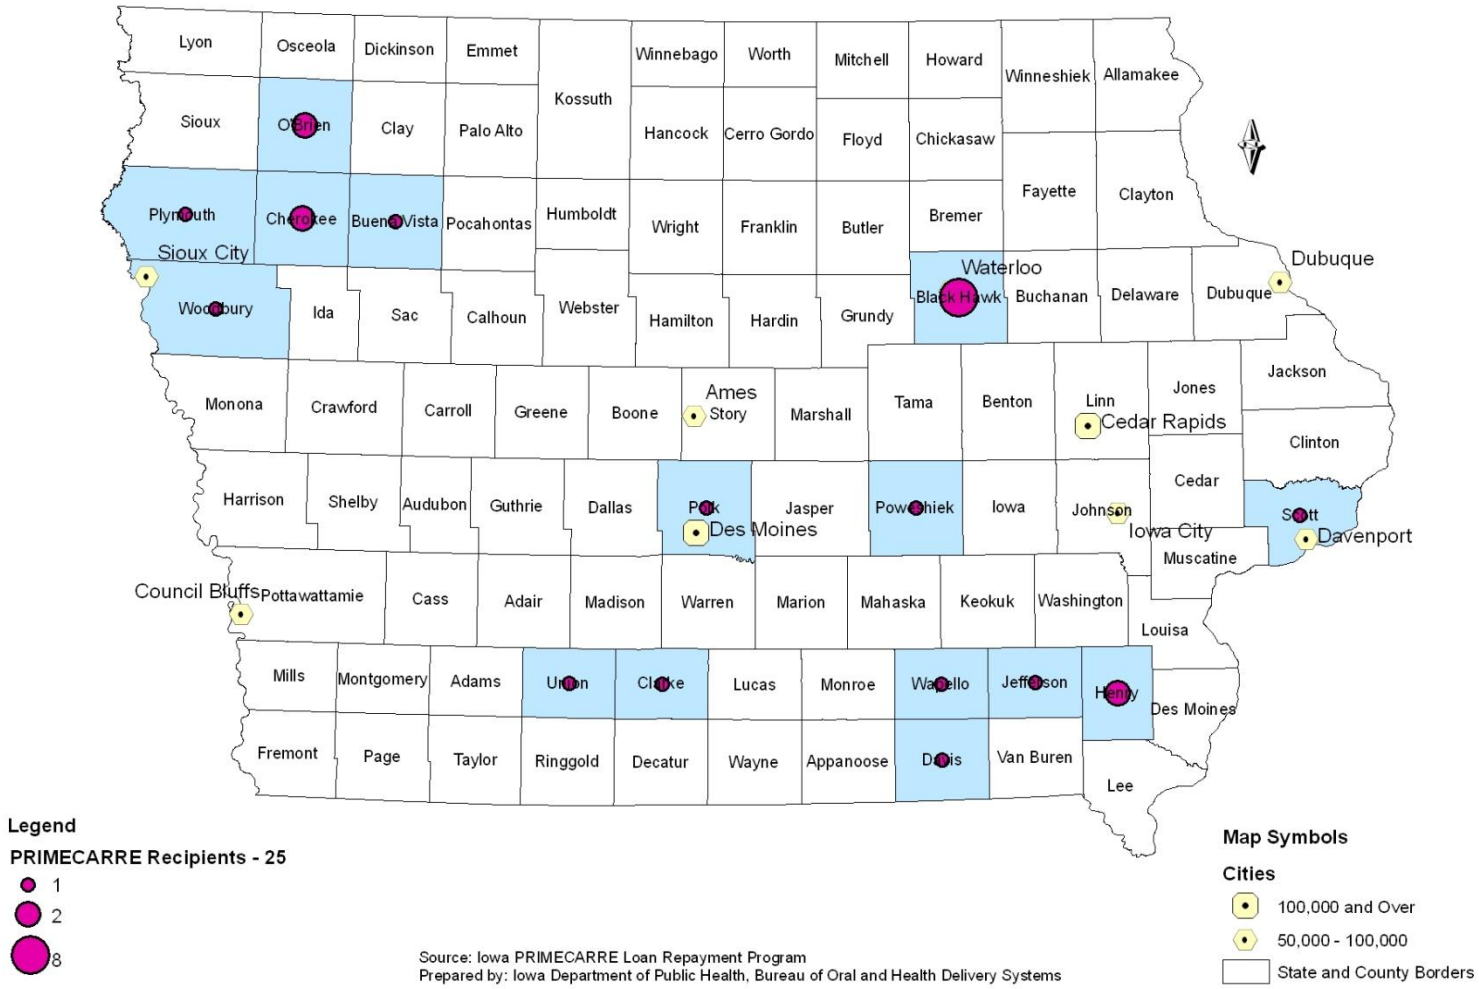 Lyon
Osceola
Dickinson
Emmet
Winnebago
Worth
Mitchell
Howard
Winneshiek
Allamakee
Kossuth
Sioux
O'Brien
Clay
Palo Alto
Hancock
Cerro Gordo
Floyd
Chickasaw
Fayette
Clayton
Plymouth
Cherokee
Buena Vista
Pocahontas
Humboldt
Wright
Franklin
Butler
Bremer
Sioux City
Waterloo
Dubuque
Woodbury
Ida
Sac
Calhoun
Webster
Hamilton
Hardin
Grundy
Black Hawk
Buchanan
Delaware
Dubuque
Jackson
Monona
Crawford
Carroll
Greene
Boone
Ames
Story
Marshall
Tama
Benton
Linn
Cedar Rapids
Jones
Clinton
Harrison
Shelby
Audubon
Guthrie
Dallas
Polk
Des Moines
Jasper
Poweshiek
Iowa
Johnson
Iowa City
Cedar
Scott
Davenport
Muscatine
Council Bluffs
Pottawattamie
Cass
Adair
Madison
Warren
Marion
Mahaska
Keokuk
Washington
Louisa
Mills
Montgomery
Adams
Union
Clarke
Lucas
Monroe
Wapello
Jefferson
Henry
Des Moines
Fremont
Page
Taylor
Ringgold
Decatur
Wayne
Appanoose
Davis
Van Buren
Lee
Legend
PRIMECARRE Recipients - 25
1
2
8
Source: Iowa PRIMECARRE Loan Repayment Program
Prepared by: Iowa Department of Public Health, Bureau of Oral and Health Delivery Systems
Map Symbols
Cities
100,000 and Over
50,000 - 100,000
State and County Borders